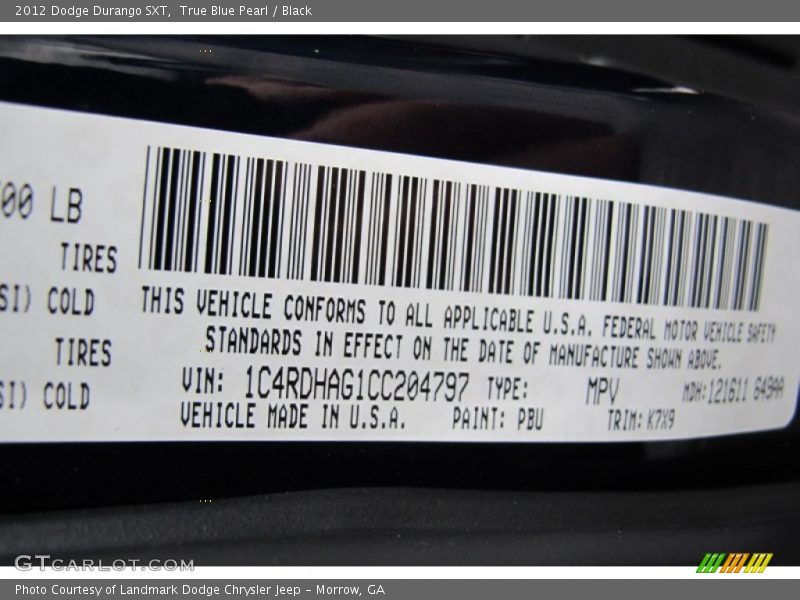 2012 Dodge Durango SXT,  True Blue Pearl / Black
00 LB
TIRES
SI) COLD
TIRES
SI) COLD
THIS VEHICLE CONFORMS TO ALL APPLICABLE U.S.A. FEDERAL MOTOR VEHICLE SAFETY
STANDARDS IN EFFECT ON THE DATE OF MANUFACTURE SHOWN ABOVE.
VIN: 1C4RDHAG1CC204797 TYPE: MPV MDH: 121611 643AA
VEHICLE MADE IN U.S.A. PAINT: PBU TRIM: K7X9
GTCARLOT.COM
Photo Courtesy of Landmark Dodge Chrysler Jeep – Morrow, GA